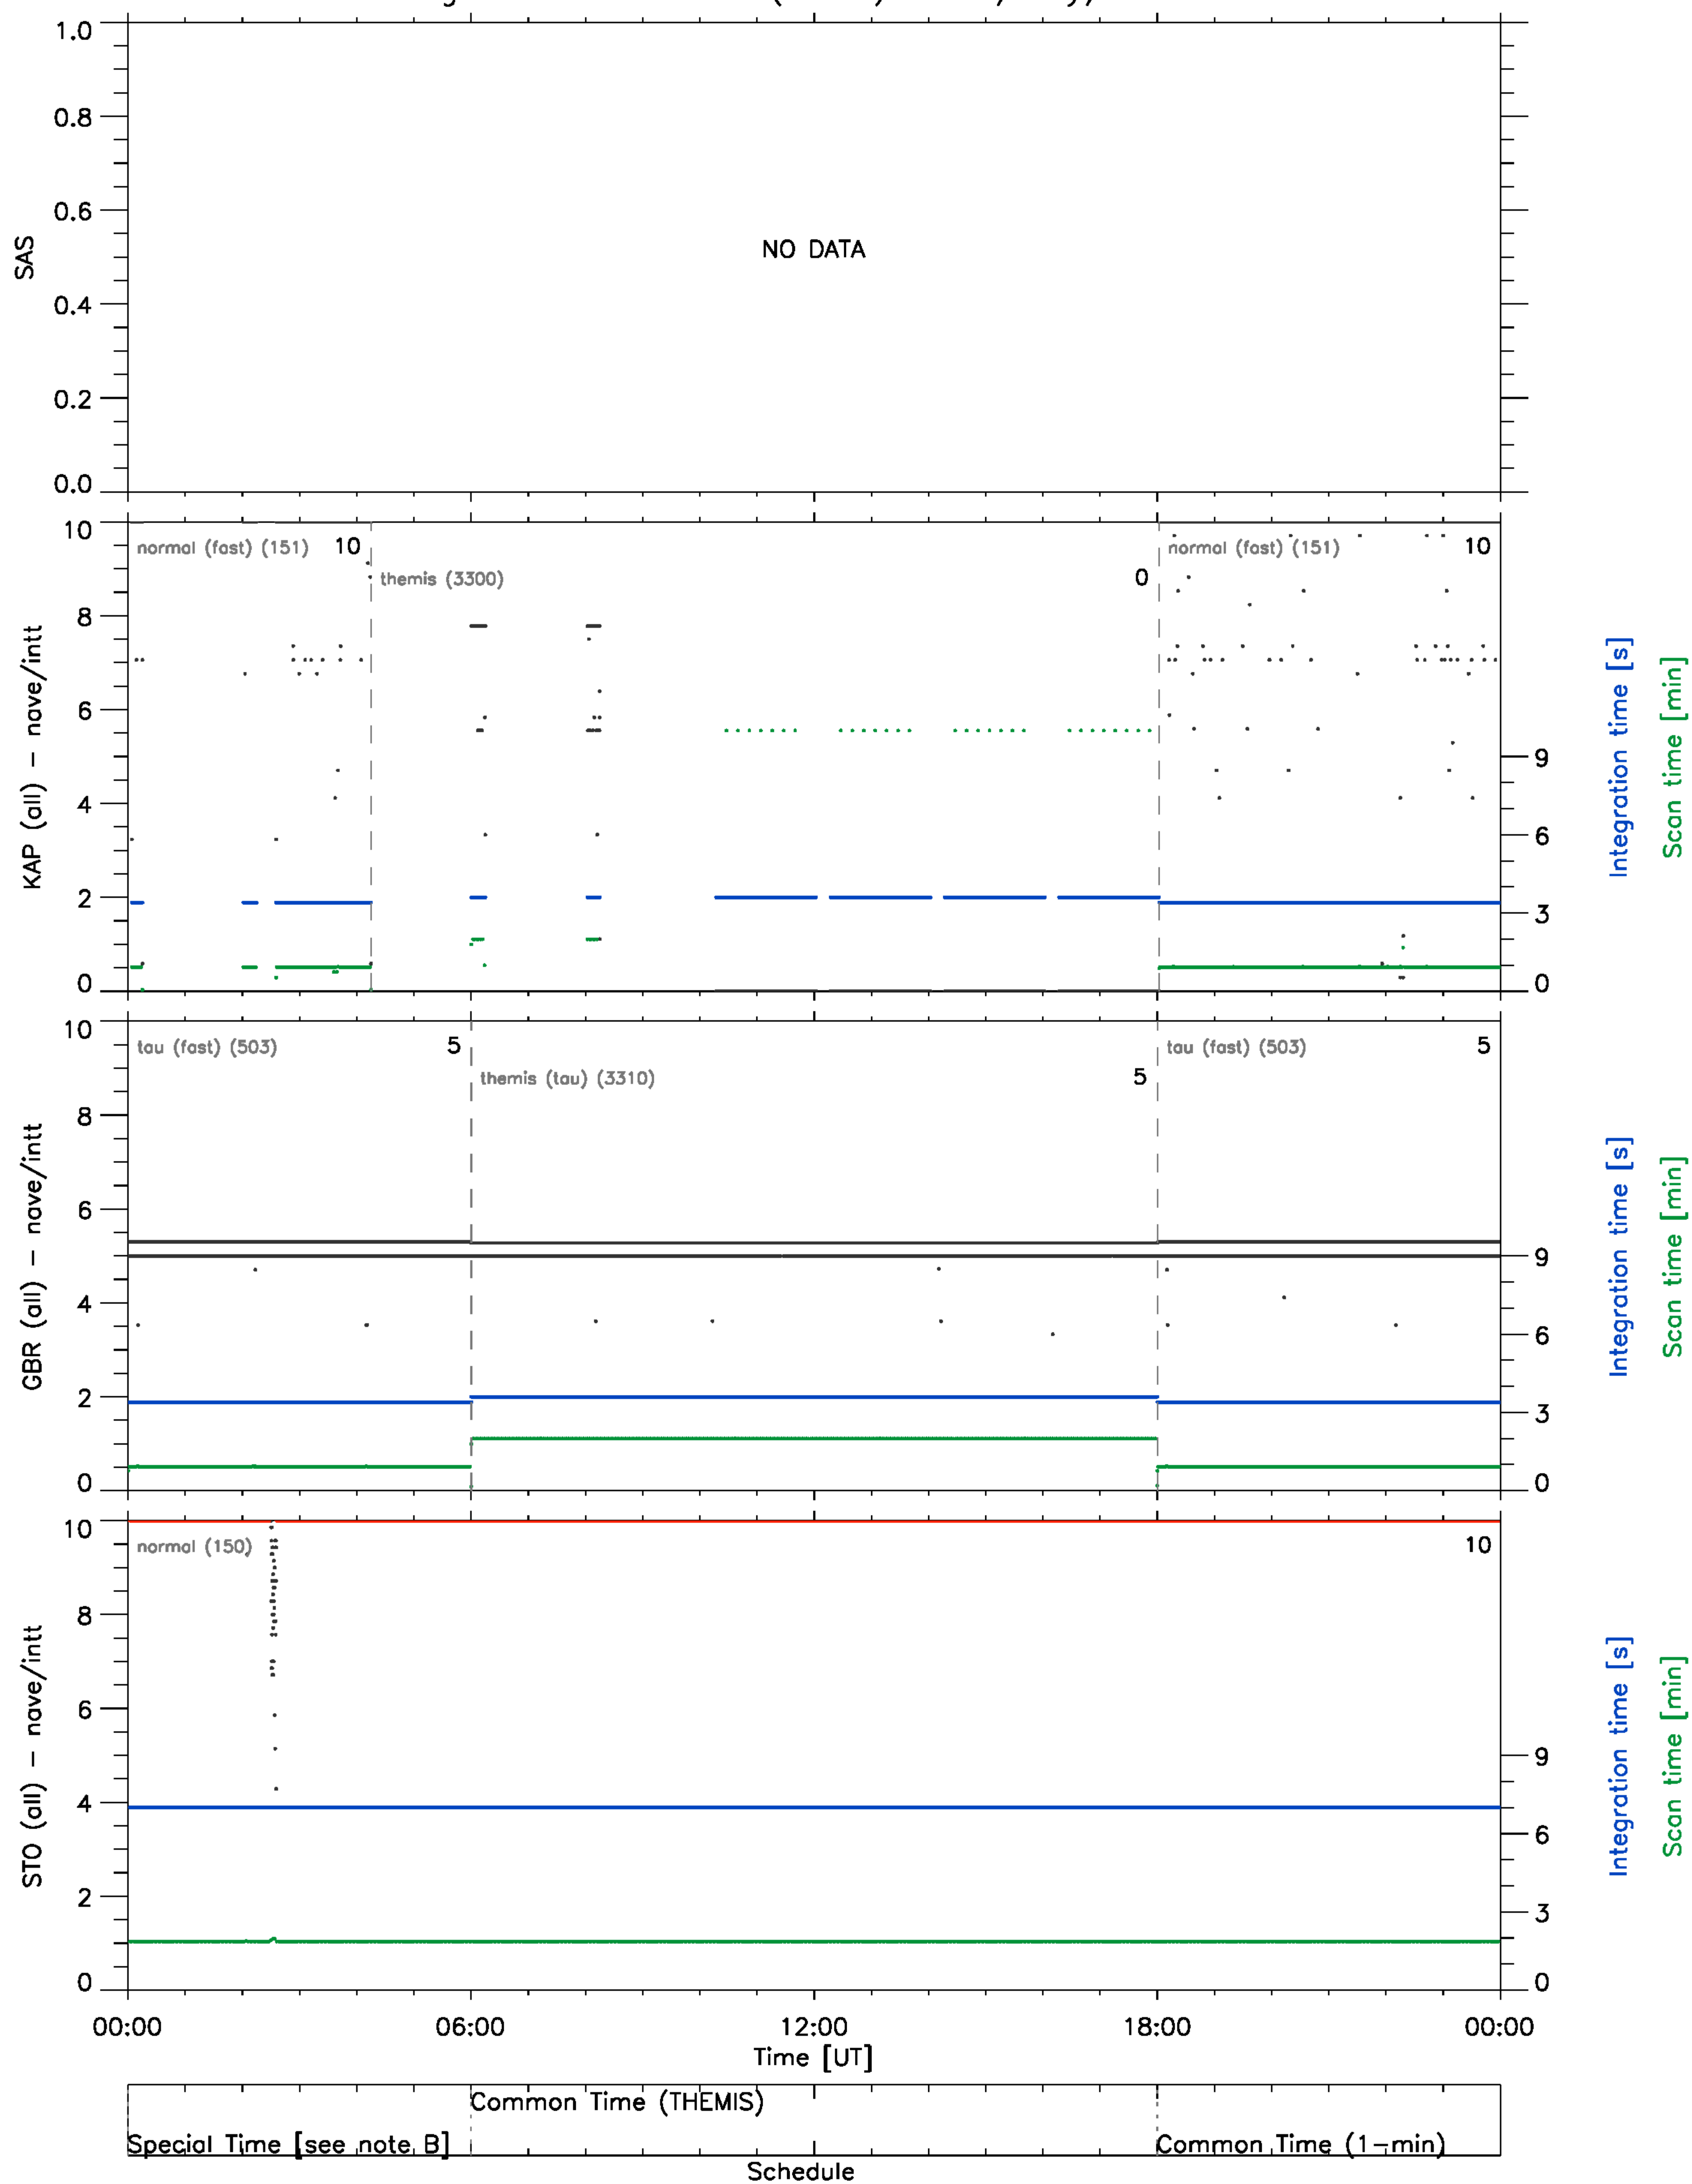 SAS
1.0
0.8
0.6
0.4
0.2
0.0
NO DATA
KAP (all) - nave/intt
10
8
6
4
2
0
normal (fast) (151) 10
themis (3300) 0
normal (fast) (151) 10
9
6
3
0
Integration time [s]
Scan time [min]
GBR (all) - nave/intt
10
8
6
4
2
0
tau (fast) (503) 5
themis (tau) (3310) 5
tau (fast) (503) 5
9
6
3
0
Integration time [s]
Scan time [min]
STO (all) - nave/intt
10
8
6
4
2
0
normal (150) 10
9
6
3
0
Integration time [s]
Scan time [min]
00:00 06:00 12:00 18:00 00:00
Time [UT]
Common Time (THEMIS)
Special Time [see note B] Common Time (1-min)
Schedule